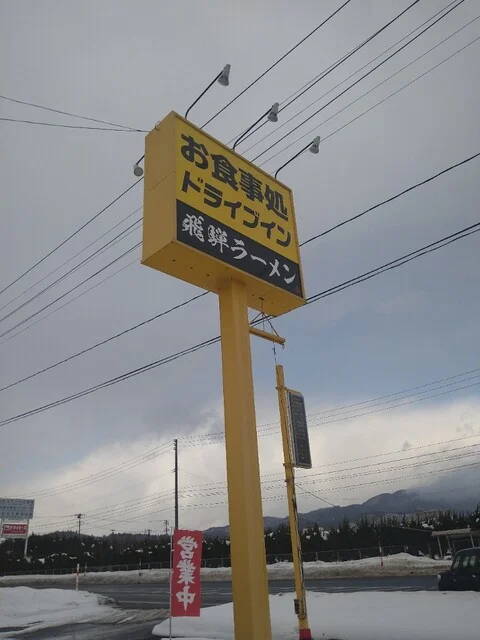 お食事処
ドライブイン
飛騨ラーメン
営業中